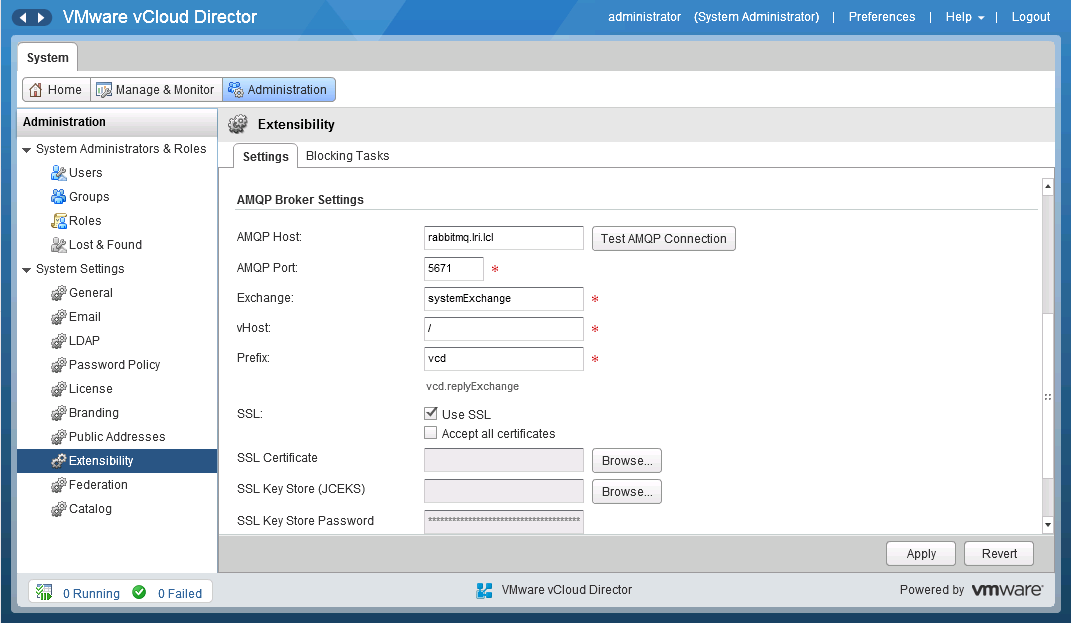 VMware vCloud Director
administrator (System Administrator) | Preferences | Help | Logout
System
Home Manage & Monitor Administration
Administration
System Administrators & Roles
Users
Groups
Roles
Lost & Found
System Settings
General
Email
LDAP
Password Policy
License
Branding
Public Addresses
Extensibility
Federation
Catalog
Extensibility
Settings Blocking Tasks
AMQP Broker Settings
AMQP Host: rabbitmq.lri.lcl Test AMQP Connection
AMQP Port: 5671 *
Exchange: systemExchange *
vHost: / *
Prefix: vcd *
vcd.replyExchange
SSL: Use SSL
Accept all certificates
SSL Certificate Browse...
SSL Key Store (JCEKS) Browse...
SSL Key Store Password **************************************
Apply Revert
0 Running 0 Failed VMware vCloud Director Powered by vmware